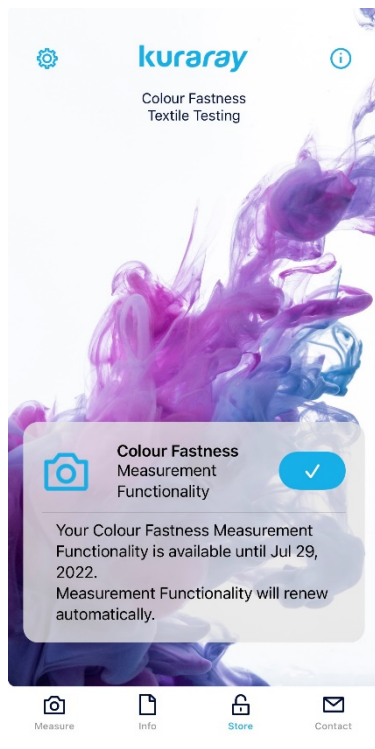 kuraray
Colour Fastness
Textile Testing
Colour Fastness
Measurement
Functionality
Your Colour Fastness Measurement
Functionality is available until Jul 29,
2022.
Measurement Functionality will renew
automatically.
Measure
Info
Store
Contact